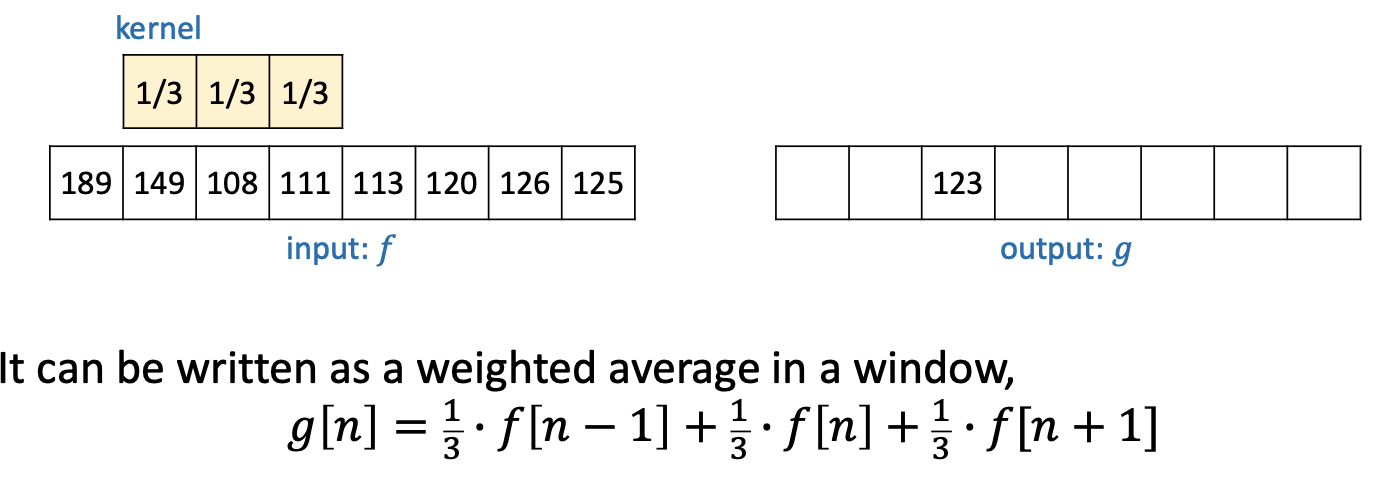 kernel
1/3 1/3 1/3
189 149 108 111 113 120 126 125
123
input: f
output: g
It can be written as a weighted average in a window,
g[n] = 1/3 · f[n − 1] + 1/3 · f[n] + 1/3 · f[n + 1]